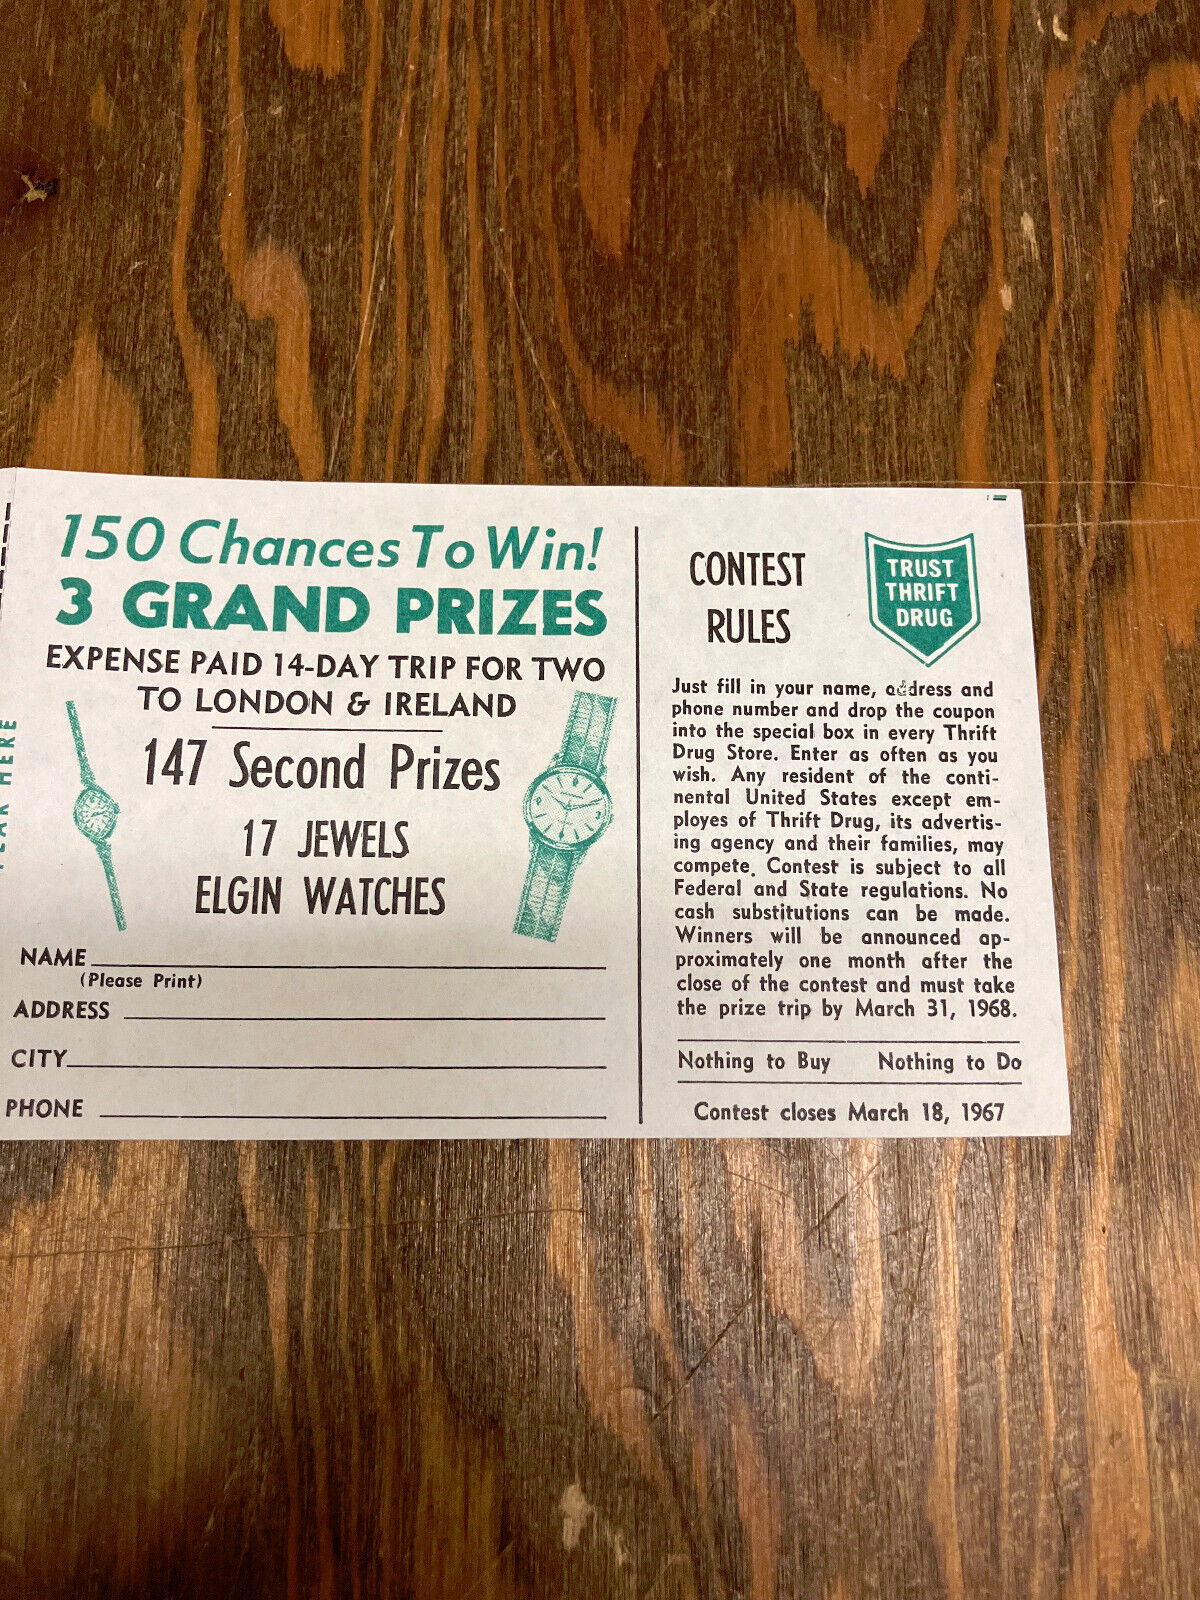 150 Chances To Win!
3 GRAND PRIZES
EXPENSE PAID 14-DAY TRIP FOR TWO
TO LONDON & IRELAND
147 Second Prizes
17 JEWELS
ELGIN WATCHES
NAME
(Please Print)
ADDRESS
CITY
PHONE
HERE
CONTEST
RULES
TRUST
THRIFT
DRUG
Just fill in your name, address and
phone number and drop the coupon
into the special box in every Thrift
Drug Store. Enter as often as you
wish. Any resident of the conti-
nental United States except em-
ployes of Thrift Drug, its advertis-
ing agency and their families, may
compete. Contest is subject to all
Federal and State regulations. No
cash substitutions can be made.
Winners will be announced ap-
proximately one month after the
close of the contest and must take
the prize trip by March 31, 1968.
Nothing to Buy Nothing to Do
Contest closes March 18, 1967